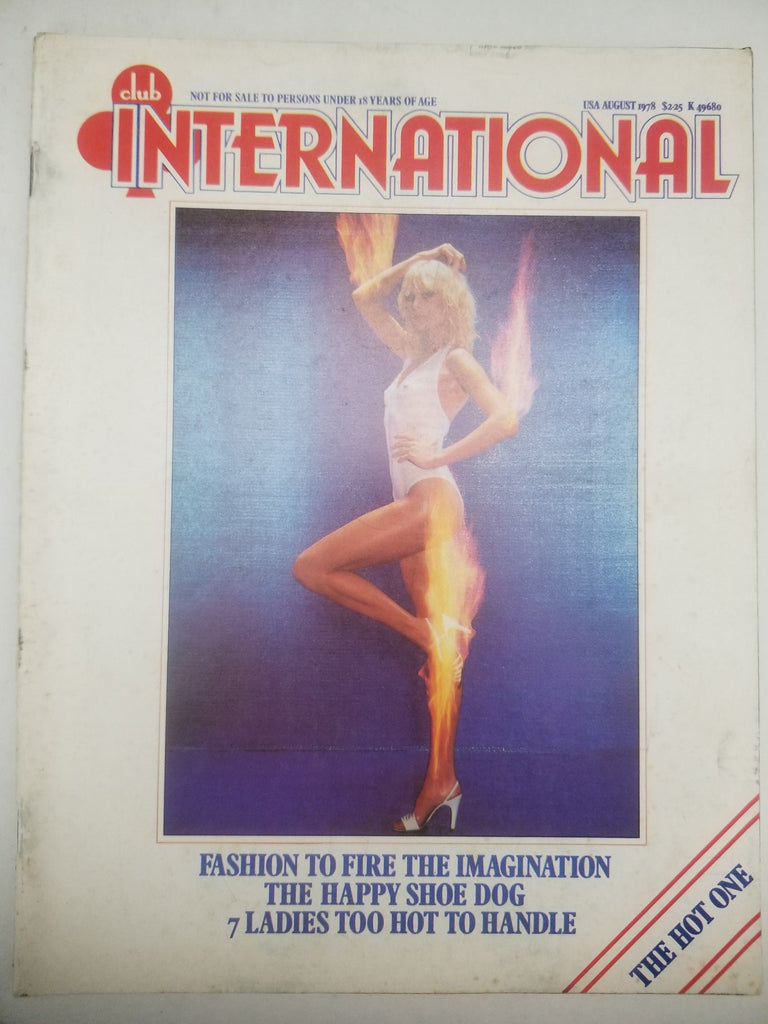 club
NOT FOR SALE TO PERSONS UNDER 18 YEARS OF AGE
USA AUGUST 1978 $2.25 K 49680
INTERNATIONAL
FASHION TO FIRE THE IMAGINATION
THE HAPPY SHOE DOG
7 LADIES TOO HOT TO HANDLE
THE HOT ONE